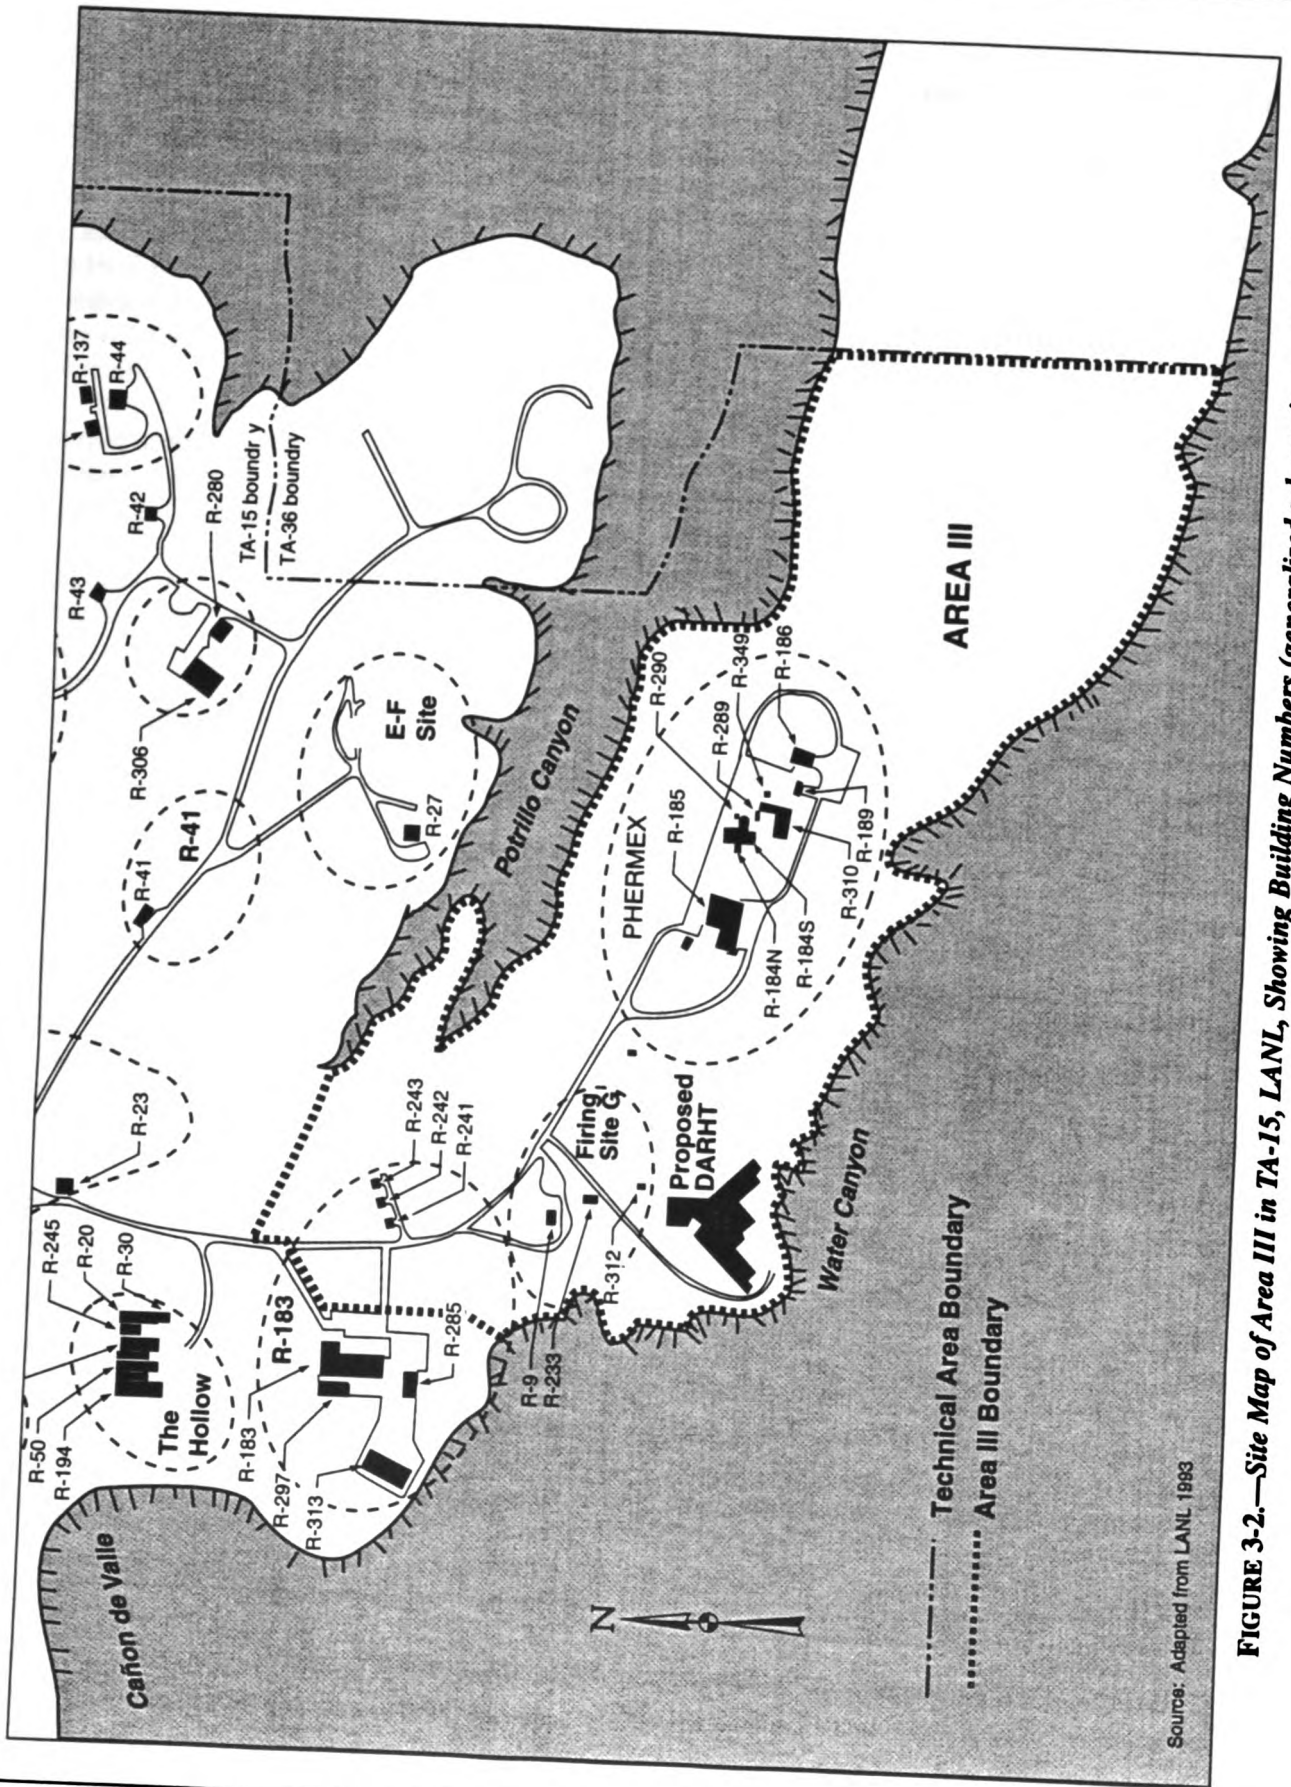 Cañon de Valle
R-50
R-194
R-245
R-20
R-30
The
Hollow
R-23
R-183
R-183
R-297
R-313
R-285
R-243
R-242
R-241
R-9
R-233
R-312
Firing
Site G
Proposed
DARHT
Water Canyon
R-41
R-41
R-43
R-42
R-137
R-44
R-280
R-306
TA-15 boundr y
TA-36 boundry
E-F
Site
R-27
Potrillo Canyon
PHERMEX
R-185
R-289
R-290
R-349
R-186
R-184N
R-184S
R-310
R-189
AREA III
N
Technical Area Boundary
Area III Boundary
Source: Adapted from LANL 1993
FIGURE 3-2.—Site Map of Area III in TA-15, LANL, Showing Building Numbers (generalized